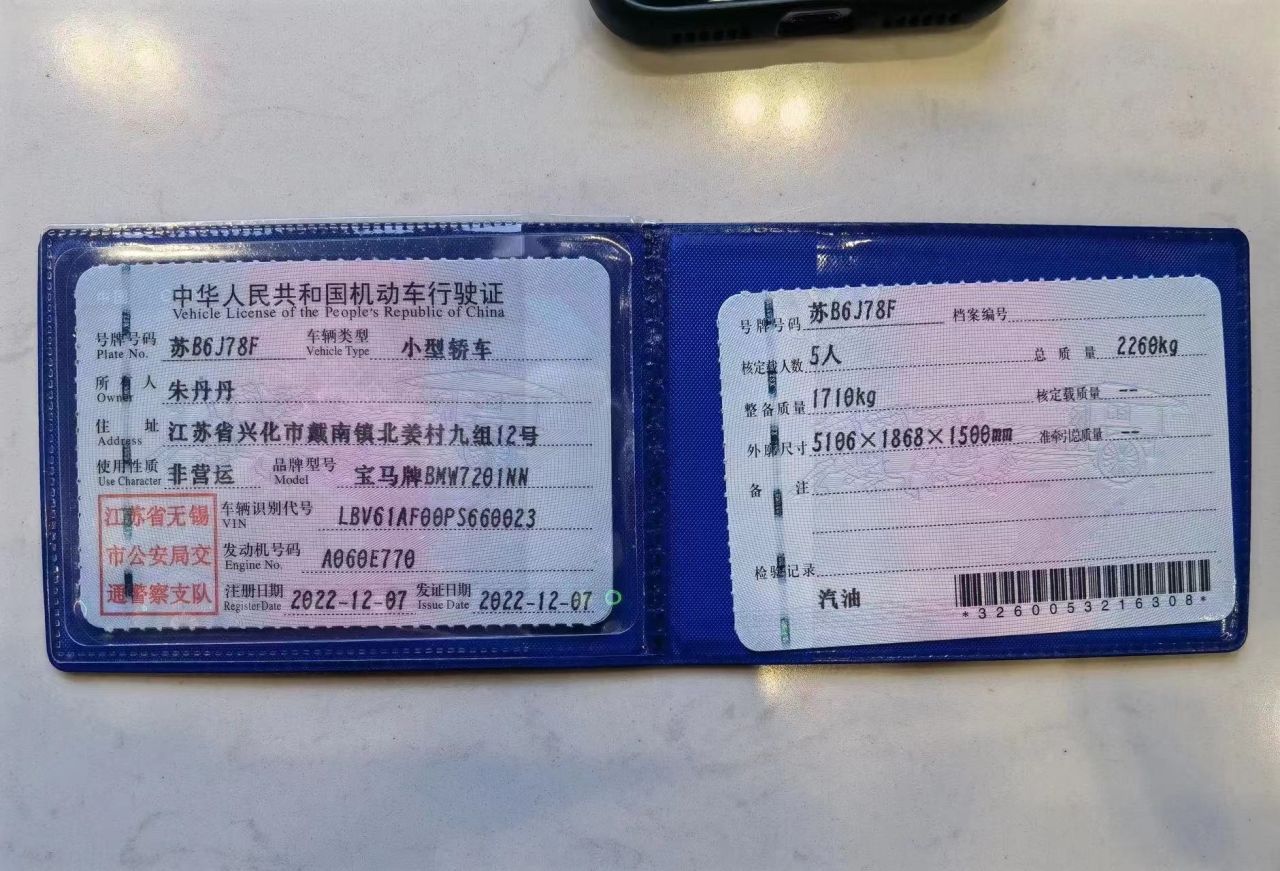 中华人民共和国机动车行驶证
Vehicle License of the People's Republic of China
号牌号码 苏B6J78F 车辆类型 小型轿车
Plate No. Vehicle Type
所有人 朱丹丹
Owner
住址 江苏省兴化市戴南镇北姜村九组12号
Address
使用性质 非营运 品牌型号 宝马牌BMW7201NN
Use Character Model
江苏省无锡
市公安局交
通警察支队
车辆识别代号 LBV61AF00PS660023
VIN
发动机号码 A060E770
Engine No.
注册日期 2022-12-07 发证日期 2022-12-07
Register Date Issue Date
号牌号码 苏B6J78F 档案编号
核定载人数 5人 总质量 2260kg
整备质量 1710kg 核定载质量 --
外廓尺寸 5106×1868×1500mm 准牵引总质量 --
备注
检验记录
汽油
*3260053216308*